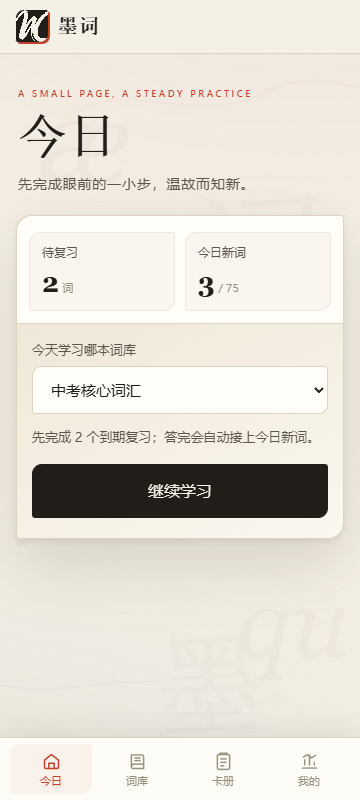 墨词
A SMALL PAGE, A STEADY PRACTICE
今日
先完成眼前的一小步，温故而知新。
待复习
2 词
今日新词
3 / 75
今天学习哪本词库
中考核心词汇
先完成 2 个到期复习；答完会自动接上今日新词。
继续学习
qu
墨
今日
词库
卡册
我的